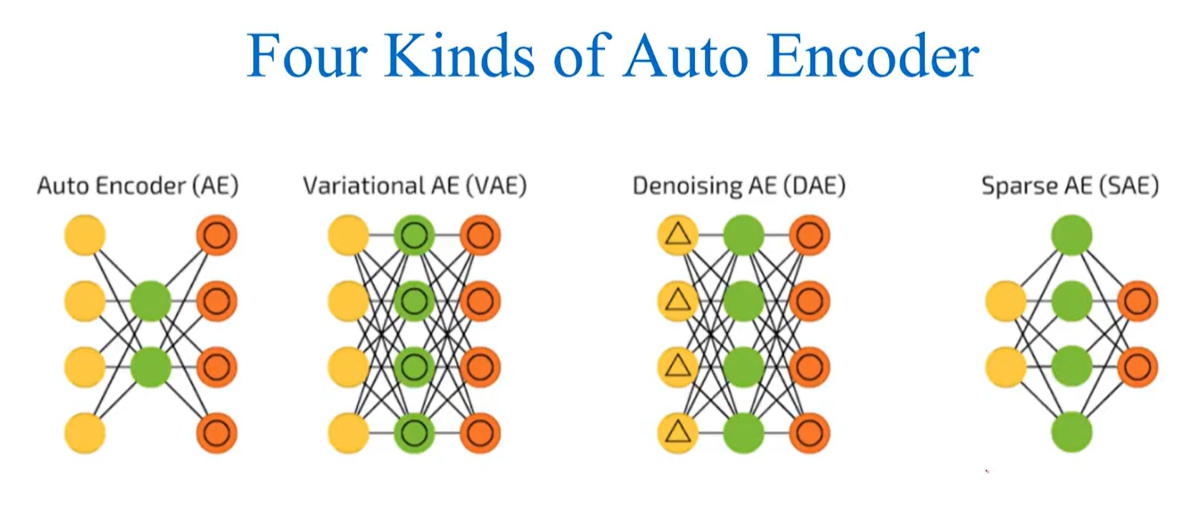 Four Kinds of Auto Encoder
Auto Encoder (AE)
Variational AE (VAE)
Denoising AE (DAE)
Sparse AE (SAE)